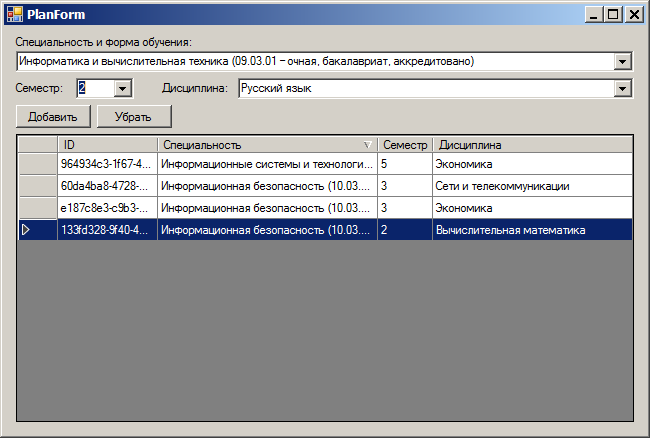 PlanForm
Специальность и форма обучения:
Информатика и вычислительная техника (09.03.01 – очная, бакалавриат, аккредитовано)
Семестр: 2 Дисциплина: Русский язык
Добавить Убрать
ID Специальность Семестр Дисциплина
964934c3-1f67-4... Информационные системы и технологи... 5 Экономика
60da4ba8-4728-... Информационная безопасность (10.03.... 3 Сети и телекоммуникации
e187c8e3-c9b3-... Информационная безопасность (10.03.... 3 Экономика
133fd328-9f40-4... Информационная безопасность (10.03.... 2 Вычислительная математика